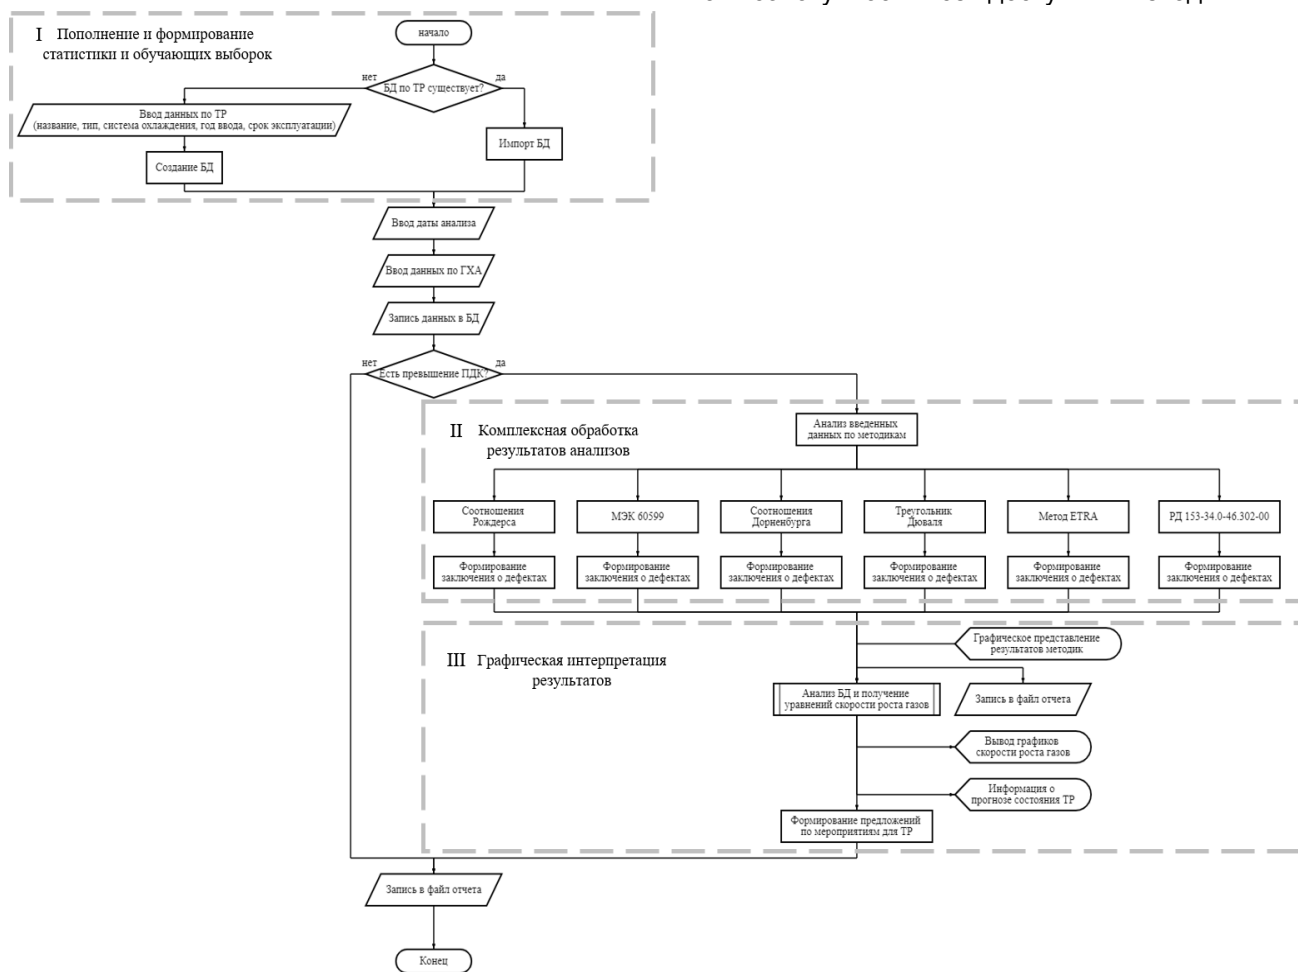 I Пополнение и формирование
статистики и обучающих выборок
начало
нет
да
БД по ТР существует?
Ввод данных по ТР
(название, тип, система охлаждения, год ввода, срок эксплуатации)
Импорт БД
Создание БД
Ввод даты анализа
Ввод данных по ГХА
Запись данных в БД
нет
да
Есть превышение ПДК?
II Комплексная обработка
результатов анализов
Анализ введенных
данных по методикам
Соотношения
Рождерса
МЭК 60599
Соотношения
Дорненбурга
Треугольник
Дюваля
Метод ETRA
РД 153-34.0-46.302-00
Формирование
заключения о дефектах
Формирование
заключения о дефектах
Формирование
заключения о дефектах
Формирование
заключения о дефектах
Формирование
заключения о дефектах
Формирование
заключения о дефектах
III Графическая интерпретация
результатов
Графическое представление
результатов методик
Анализ БД и получение
уравнений скорости роста газов
Запись в файл отчета
Вывод графиков
скорости роста газов
Информация о
прогнозе состояния ТР
Формирование предложений
по мероприятиям для ТР
Запись в файл отчета
Конец